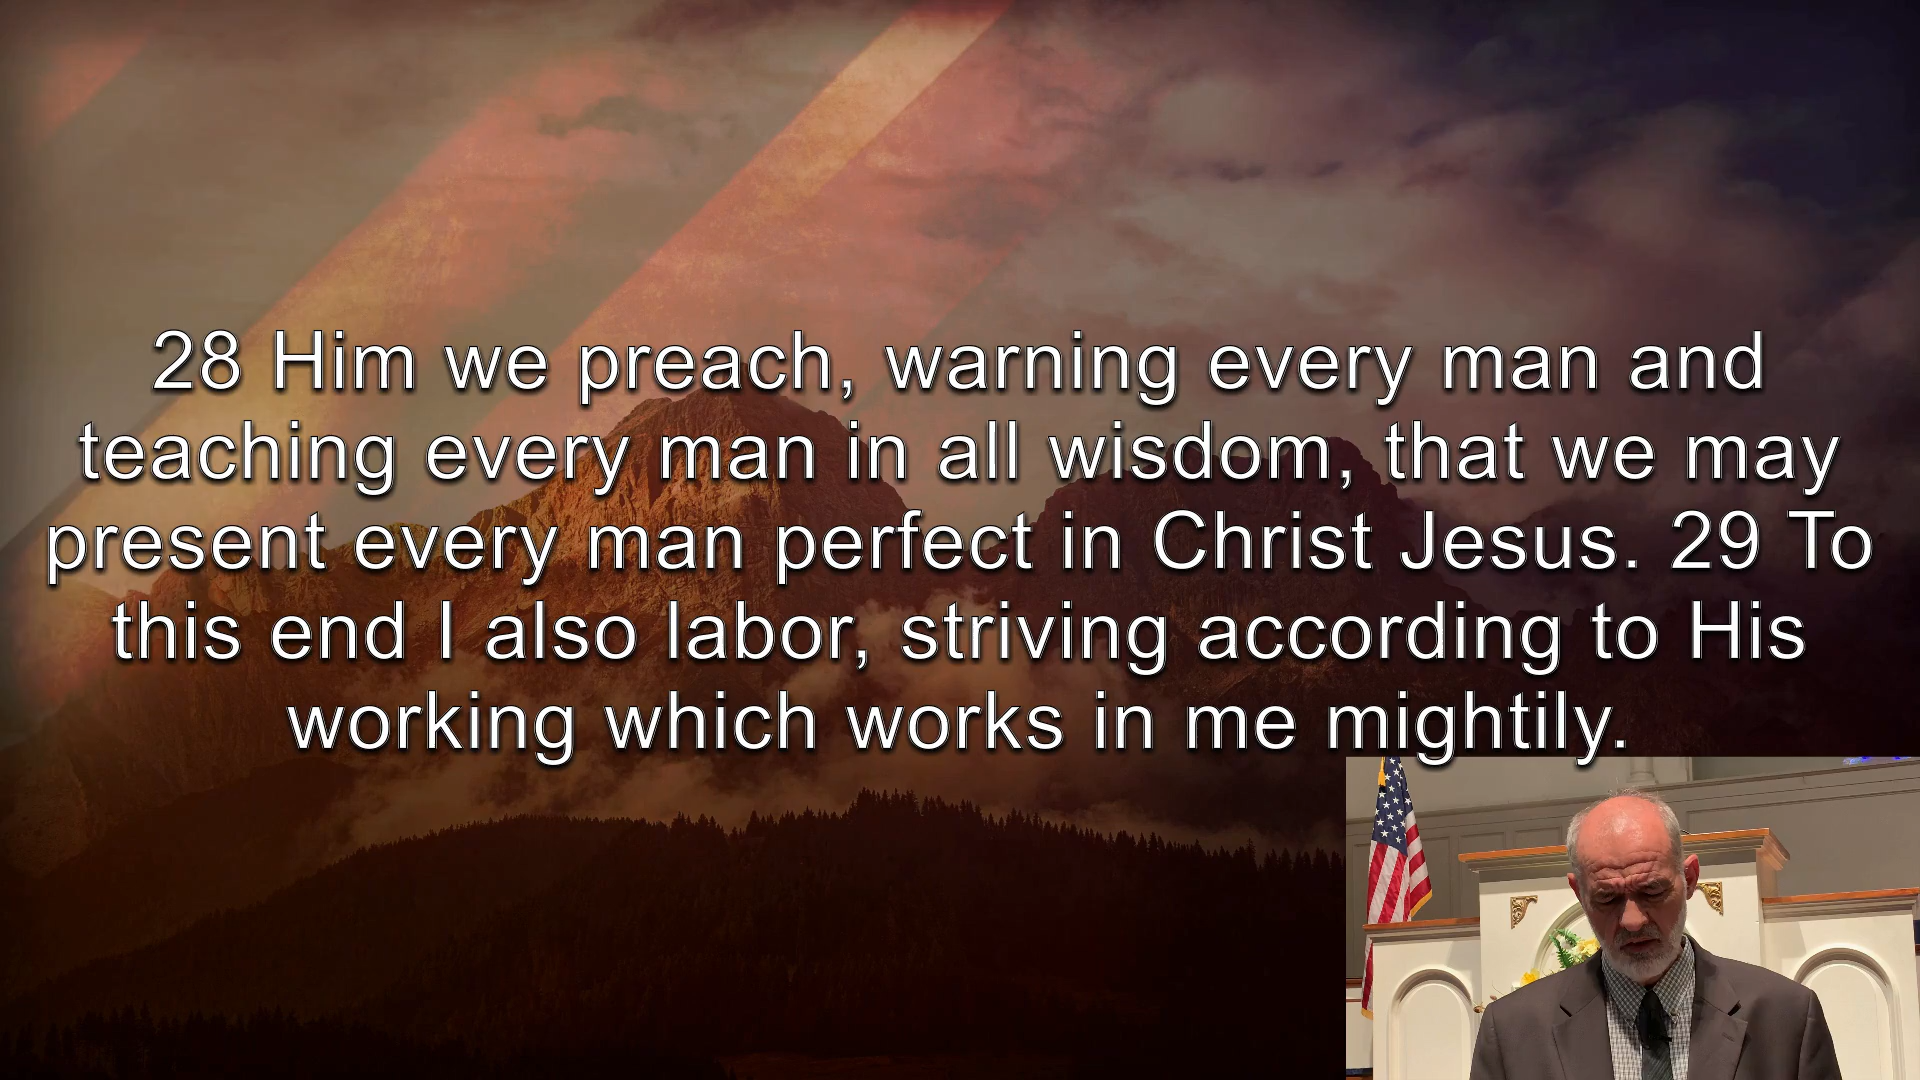 28 Him we preach, warning every man and
teaching every man in all wisdom, that we may
present every man perfect in Christ Jesus. 29 To
this end I also labor, striving according to His
working which works in me mightily.